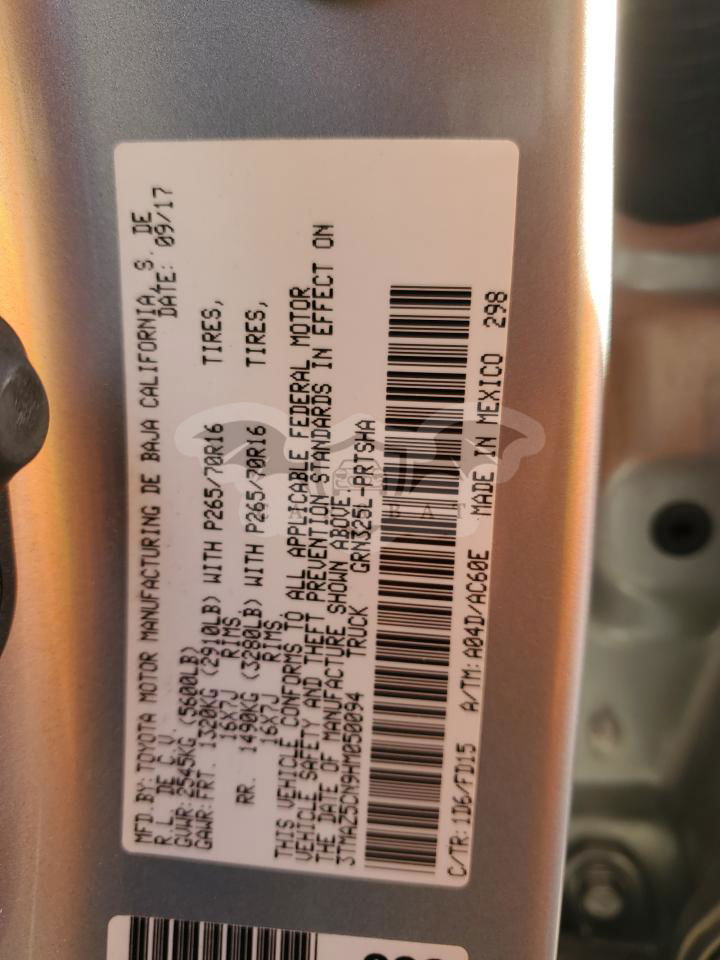 MFD.BY:TOYOTA MOTOR MANUFACTURING DE BAJA CALIFORNIA, S. DE
R.L. DE C.V. DATE: 09/17
GVWR:2545KG (5600LB)
GAWR:FRT. 1320KG (2910LB) WITH P265/70R16 TIRES,
16X7J RIMS,
RR. 1490KG (3280LB) WITH P265/70R16 TIRES,
16X7J RIMS
THIS VEHICLE CONFORMS TO ALL APPLICABLE FEDERAL MOTOR
VEHICLE SAFETY AND THEFT PREVENTION STANDARDS IN EFFECT ON
THE DATE OF MANUFACTURE SHOWN ABOVE.
3TMAZ5CN9HM050094 TRUCK GRN325L-PRTSHA
C/TR:1D6/FD15 A/TM:A04D/AC60E MADE IN MEXICO 298